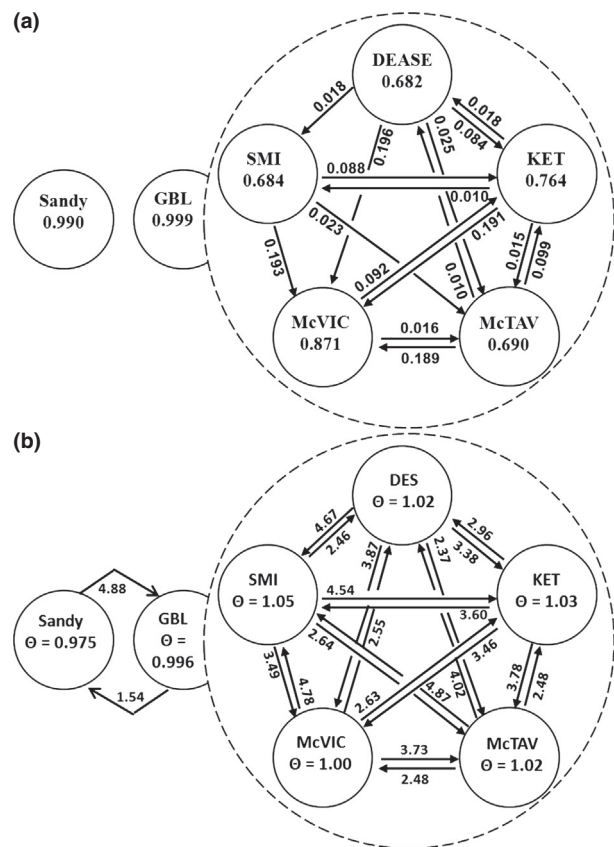 (a)
DEASE
0.682
0.018
0.196
0.025
0.018
0.084
SMI
0.684
0.088
0.010
KET
0.764
Sandy
0.990
GBL
0.999
0.193
0.023
0.092
0.191
0.010
0.015
0.099
McVIC
0.871
0.016
0.189
McTAV
0.690
(b)
DES
Θ = 1.02
4.67
2.46
3.87
2.37
2.96
3.38
SMI
Θ = 1.05
4.54
3.60
KET
Θ = 1.03
4.88
Sandy
Θ = 0.975
GBL
Θ =
0.996
1.54
3.49
4.78
2.64
2.55
2.63
3.46
4.87
4.02
3.78
2.48
McVIC
Θ = 1.00
3.73
2.48
McTAV
Θ = 1.02